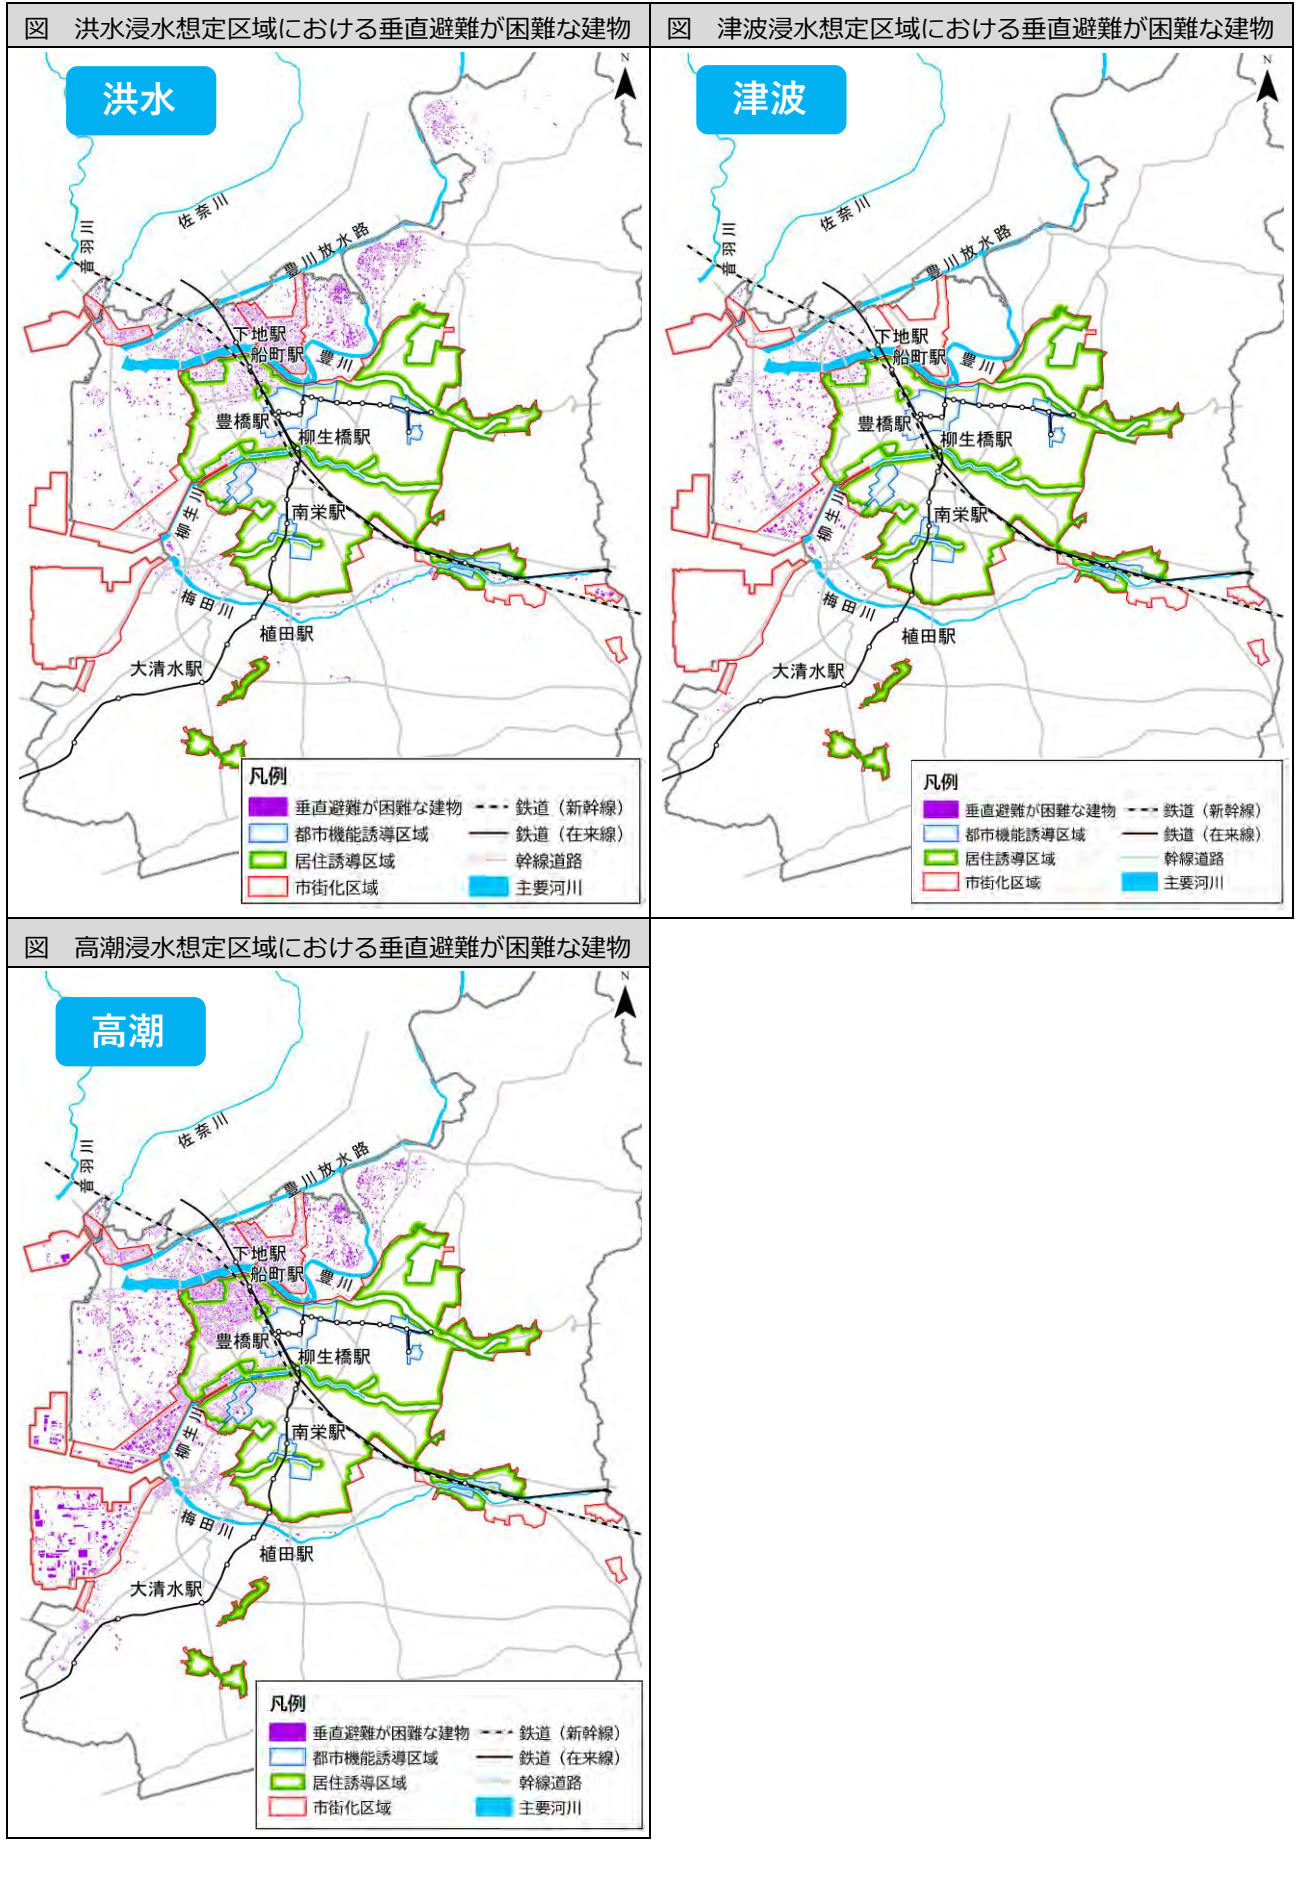 図　洪水浸水想定区域における垂直避難が困難な建物
洪水
N
佐奈川
音羽川
豊川放水路
下地駅
船町駅
豊川
豊橋駅
柳生橋駅
柳生川
南栄駅
梅田川
植田駅
大清水駅
凡例
垂直避難が困難な建物
鉄道（新幹線）
都市機能誘導区域
鉄道（在来線）
居住誘導区域
幹線道路
市街化区域
主要河川
図　津波浸水想定区域における垂直避難が困難な建物
津波
N
佐奈川
音羽川
豊川放水路
下地駅
船町駅
豊川
豊橋駅
柳生橋駅
柳生川
南栄駅
梅田川
植田駅
大清水駅
凡例
垂直避難が困難な建物
鉄道（新幹線）
都市機能誘導区域
鉄道（在来線）
居住誘導区域
幹線道路
市街化区域
主要河川
図　高潮浸水想定区域における垂直避難が困難な建物
高潮
N
佐奈川
音羽川
豊川放水路
下地駅
船町駅
豊川
豊橋駅
柳生橋駅
柳生川
南栄駅
梅田川
植田駅
大清水駅
凡例
垂直避難が困難な建物
鉄道（新幹線）
都市機能誘導区域
鉄道（在来線）
居住誘導区域
幹線道路
市街化区域
主要河川